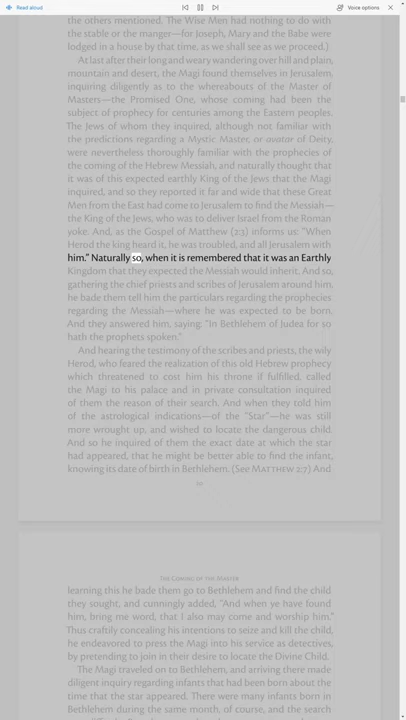 Read aloud
Voice options
the others mentioned. The Wise Men had nothing to do with
the stable or the manger—for Joseph, Mary and the Babe were
lodged in a house by that time, as we shall see as we proceed.)
At last after their long and weary wandering over hill and plain,
mountain and desert, the Magi found themselves in Jerusalem,
inquiring diligently as to the whereabouts of the Master of
Masters—the Promised One, whose coming had been the
subject of prophecy for centuries among the Eastern peoples.
The Jews of whom they inquired, although not familiar with
the predictions regarding a Mystic Master, or avatar of Deity,
were nevertheless thoroughly familiar with the prophecies of
the coming of the Hebrew Messiah, and naturally thought that
it was of this expected earthly King of the Jews that the Magi
inquired, and so they reported it far and wide that these Great
Men from the East had come to Jerusalem to find the Messiah—
the King of the Jews, who was to deliver Israel from the Roman
yoke. And, as the Gospel of Matthew (2:3) informs us: "When
Herod the king heard it, he was troubled, and all Jerusalem with
him." Naturally so, when it is remembered that it was an Earthly
Kingdom that they expected the Messiah would inherit. And so,
gathering the chief priests and scribes of Jerusalem around him,
he bade them tell him the particulars regarding the prophecies
regarding the Messiah—where he was expected to be born.
And they answered him, saying: "In Bethlehem of Judea for so
hath the prophets spoken."
And hearing the testimony of the scribes and priests, the wily
Herod, who feared the realization of this old Hebrew prophecy
which threatened to cost him his throne if fulfilled, called
the Magi to his palace and in private consultation inquired
of them the reason of their search. And when they told him
of the astrological indications—of the "Star"—he was still
more wrought up, and wished to locate the dangerous child.
And so he inquired of them the exact date at which the star
had appeared, that he might be better able to find the infant,
knowing its date of birth in Bethlehem. (See MATTHEW 2:7) And
The Coming of the Master
learning this he bade them go to Bethlehem and find the child
they sought, and cunningly added, "And when ye have found
him, bring me word, that I also may come and worship him."
Thus craftily concealing his intentions to seize and kill the child,
he endeavored to press the Magi into his service as detectives,
by pretending to join in their desire to locate the Divine Child.
The Magi traveled on to Bethlehem, and arriving there made
diligent inquiry regarding infants that had been born about the
time that the star appeared. There were many infants born in
Bethlehem during the same month, of course, and the search